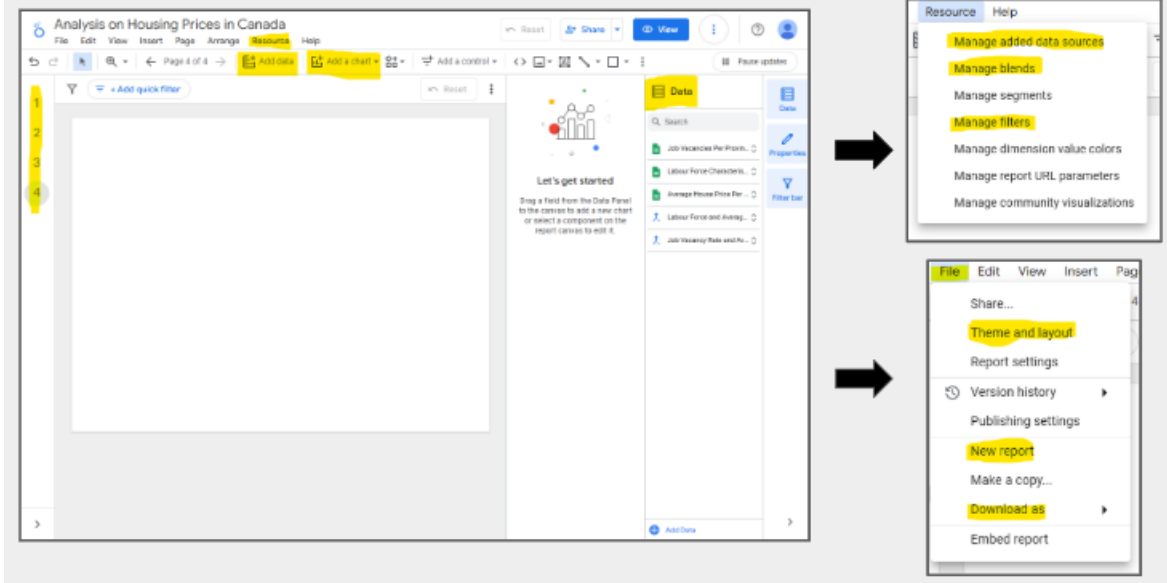 Analysis on Housing Prices in Canada
File Edit View Insert Page Arrange Resource Help
Reset Share View
Page 4 of 4 Add data Add a chart Add a control Pause updates
+ Add quick filter Reset
1
2
3
4
Let's get started
Drag a field from the Data Panel
to the canvas to add a new chart
or select a component on the
report canvas to edit it.
Data
Search
Job Vacancies Per Provin...
Labour Force Characteris...
Average House Price Per ...
Labour Force and Averag...
Job Vacancy Rate and Av...
Add Data
Data
Properties
Filter bar
Resource Help
Manage added data sources
Manage blends
Manage segments
Manage filters
Manage dimension value colors
Manage report URL parameters
Manage community visualizations
File Edit View Insert Pag
4
Share...
Theme and layout
Report settings
Version history
Publishing settings
New report
Make a copy...
Download as
Embed report